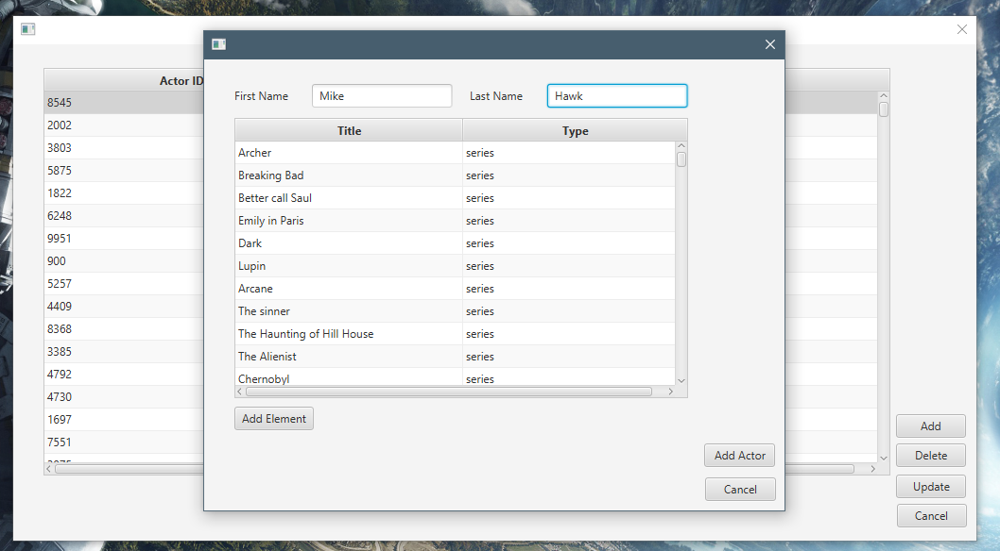 Actor ID
8545
2002
3803
5875
1822
6248
9951
900
5257
4409
8368
3385
4792
4730
1697
7551
First Name Mike Last Name Hawk
Title Type
Archer series
Breaking Bad series
Better call Saul series
Emily in Paris series
Dark series
Lupin series
Arcane series
The sinner series
The Haunting of Hill House series
The Alienist series
Chernobyl series
Add Element
Add Actor
Cancel
Add
Delete
Update
Cancel